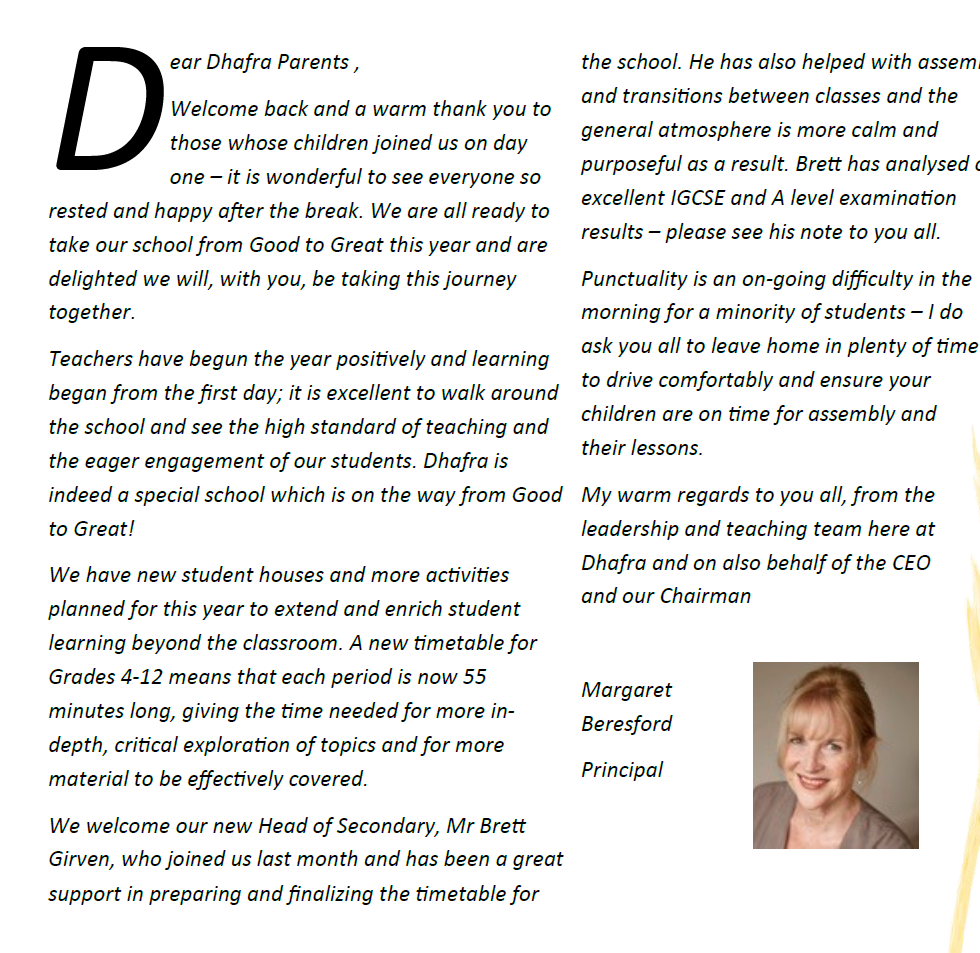 Dear Dhafra Parents ,
Welcome back and a warm thank you to
those whose children joined us on day
one – it is wonderful to see everyone so
rested and happy after the break. We are all ready to
take our school from Good to Great this year and are
delighted we will, with you, be taking this journey
together.
Teachers have begun the year positively and learning
began from the first day; it is excellent to walk around
the school and see the high standard of teaching and
the eager engagement of our students. Dhafra is
indeed a special school which is on the way from Good
to Great!
We have new student houses and more activities
planned for this year to extend and enrich student
learning beyond the classroom. A new timetable for
Grades 4-12 means that each period is now 55
minutes long, giving the time needed for more in-
depth, critical exploration of topics and for more
material to be effectively covered.
We welcome our new Head of Secondary, Mr Brett
Girven, who joined us last month and has been a great
support in preparing and finalizing the timetable for
the school. He has also helped with
and transitions between classes and the
general atmosphere is more calm and
purposeful as a result. Brett has analysed
excellent IGCSE and A level examination
results – please see his note to you all.
Punctuality is an on-going difficulty in the
morning for a minority of students – I do
ask you all to leave home in plenty of time
to drive comfortably and ensure your
children are on time for assembly and
their lessons.
My warm regards to you all, from the
leadership and teaching team here at
Dhafra and on also behalf of the CEO
and our Chairman
Margaret
Beresford
Principal